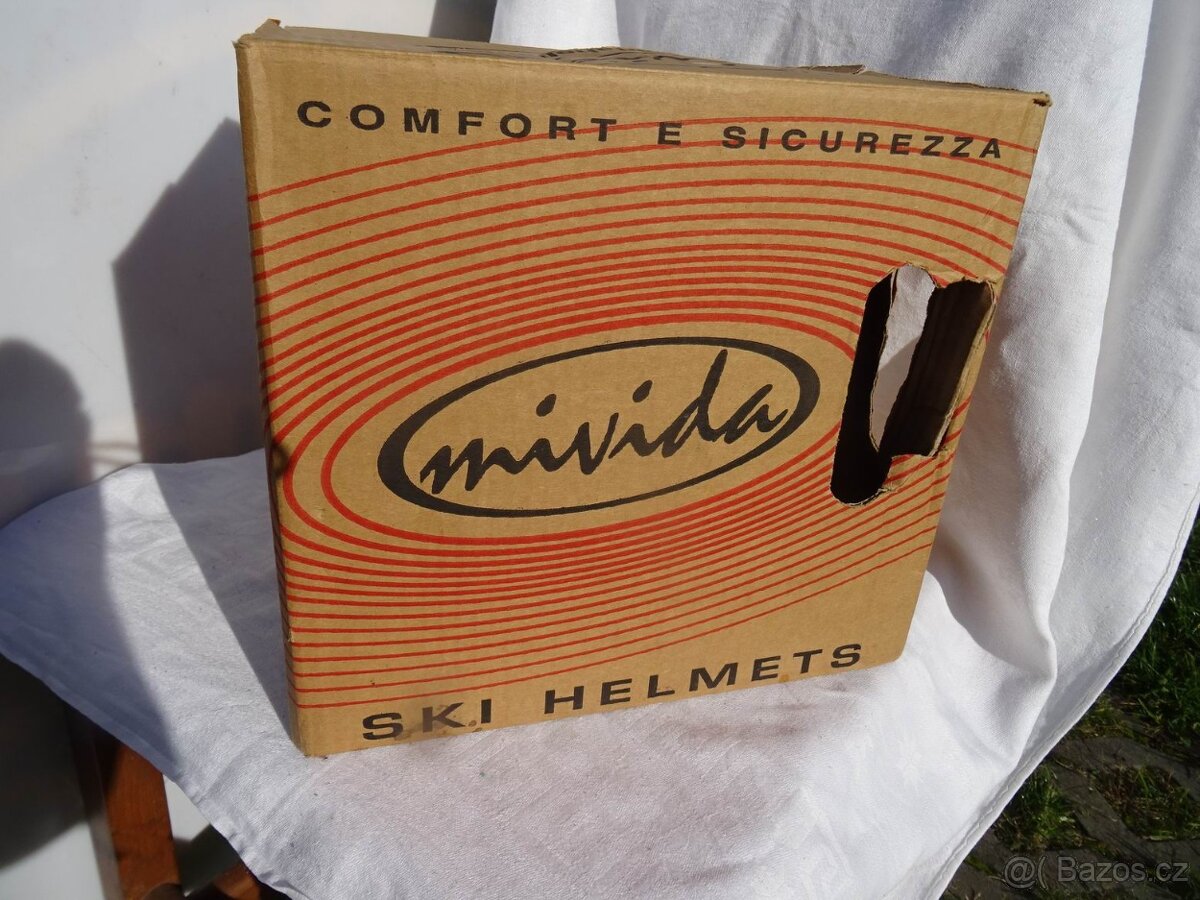 COMFORT E SICUREZZA
mivida
SKI HELMETS
@( Bazos.cz